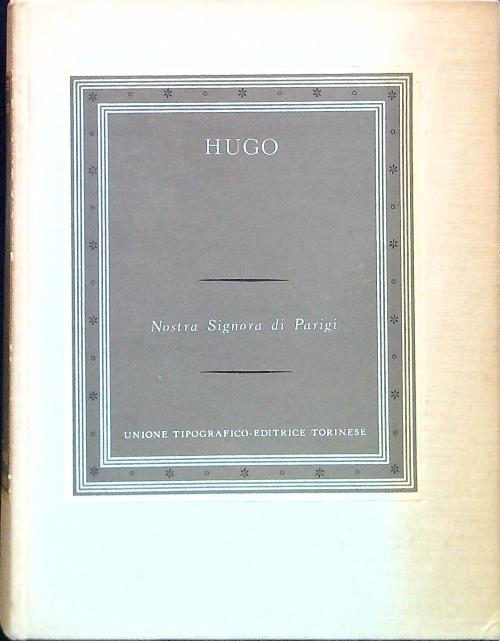 HUGO
Nostra Signora di Parigi
UNIONE TIPOGRAFICO-EDITRICE TORINESE